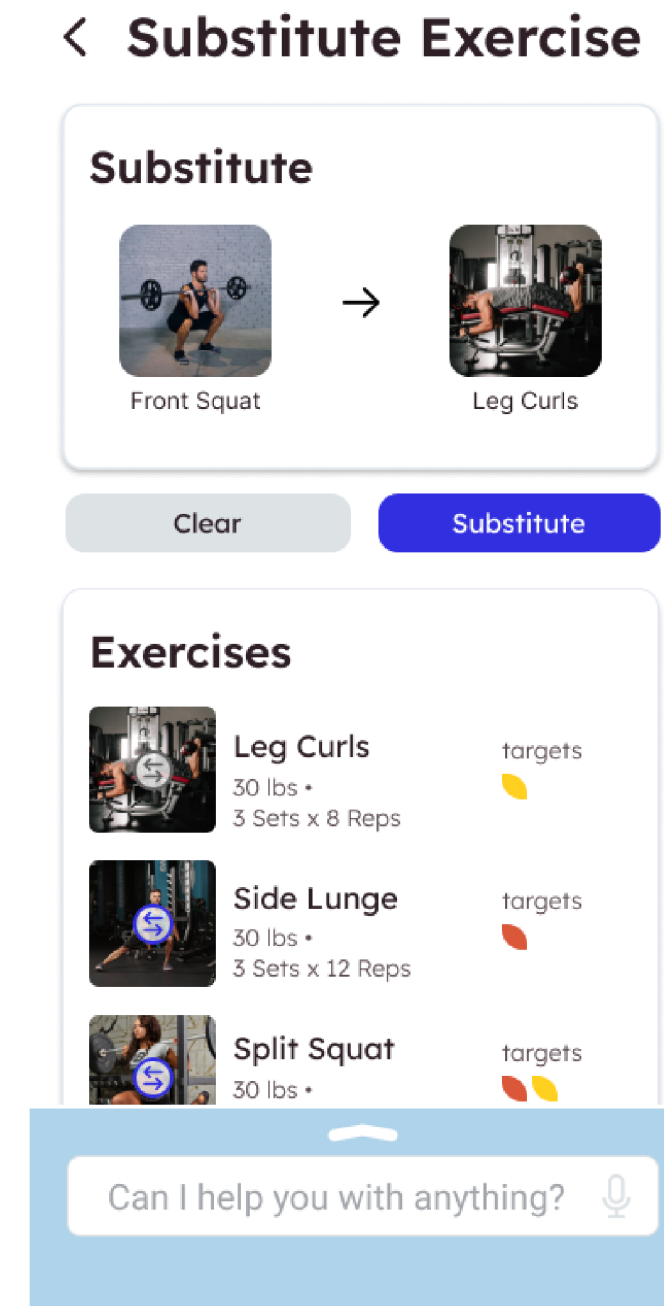 Substitute Exercise
Substitute
Front Squat
Leg Curls
Clear
Substitute
Exercises
Leg Curls
targets
30 lbs •
3 Sets x 8 Reps
Side Lunge
targets
30 lbs •
3 Sets x 12 Reps
Split Squat
targets
30 lbs •
Can I help you with anything?